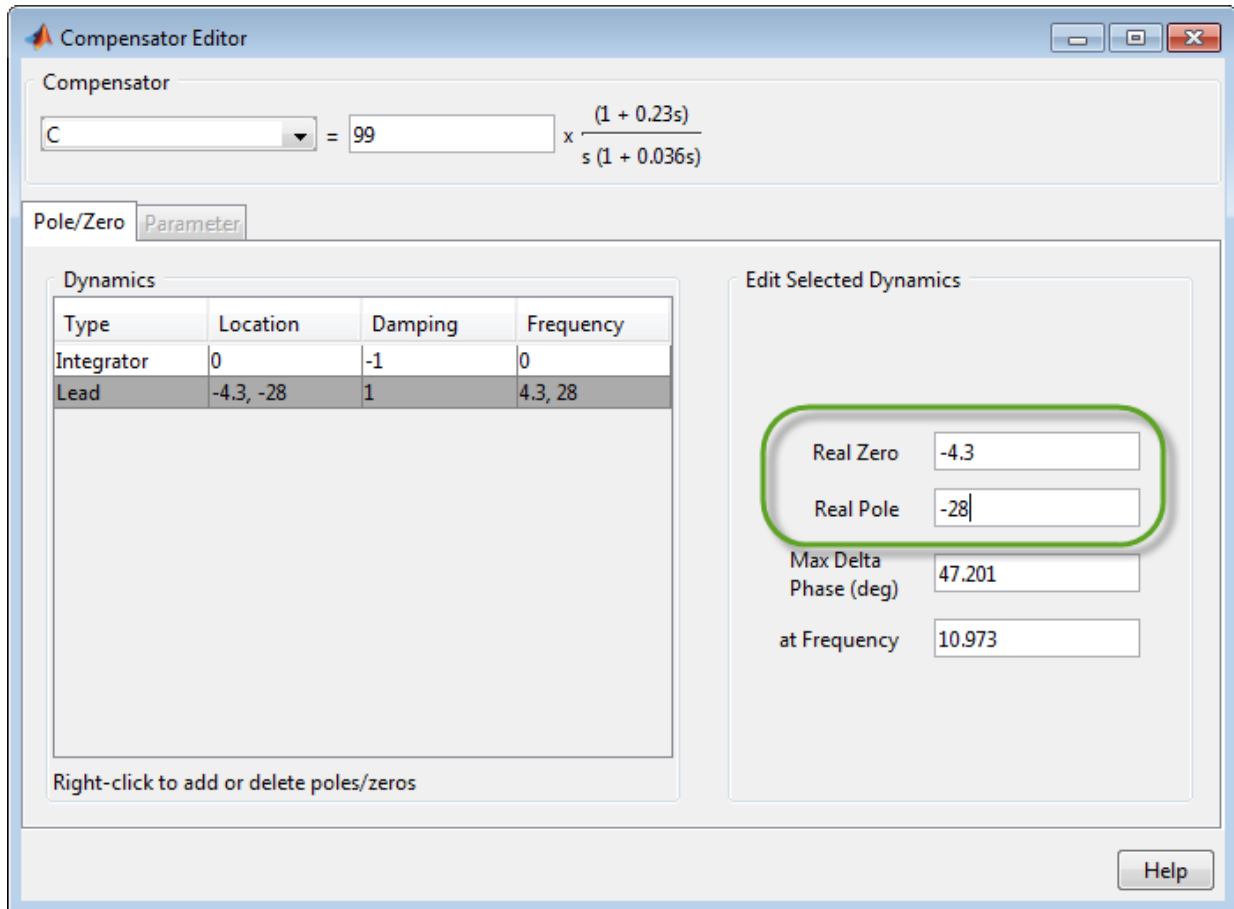 Compensator Editor
Compensator
C = 99 x (1 + 0.23s)
s (1 + 0.036s)
Pole/Zero Parameter
Dynamics
Type Location Damping Frequency
Integrator 0 -1 0
Lead -4.3, -28 1 4.3, 28
Right-click to add or delete poles/zeros
Edit Selected Dynamics
Real Zero -4.3
Real Pole -28
Max Delta
Phase (deg) 47.201
at Frequency 10.973
Help